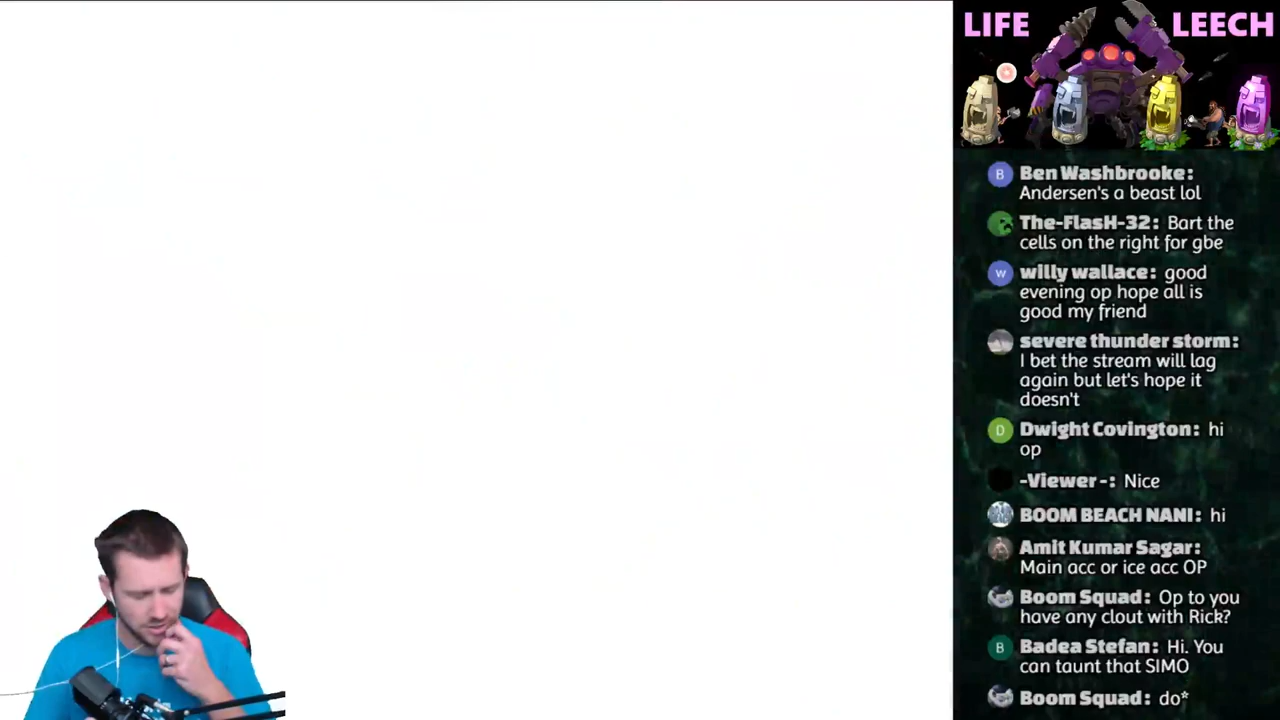 LIFE LEECH
B Ben Washbrooke:
Andersen's a beast lol
The-FlasH-32: Bart the
cells on the right for gbe
W willy wallace: good
evening op hope all is
good my friend
severe thunder storm:
I bet the stream will lag
again but let's hope it
doesn't
D Dwight Covington: hi
op
-Viewer-: Nice
BOOM BEACH NANI: hi
Amit Kumar Sagar:
Main acc or ice acc OP
Boom Squad: Op to you
have any clout with Rick?
B Badea Stefan: Hi. You
can taunt that SIMO
Boom Squad: do*